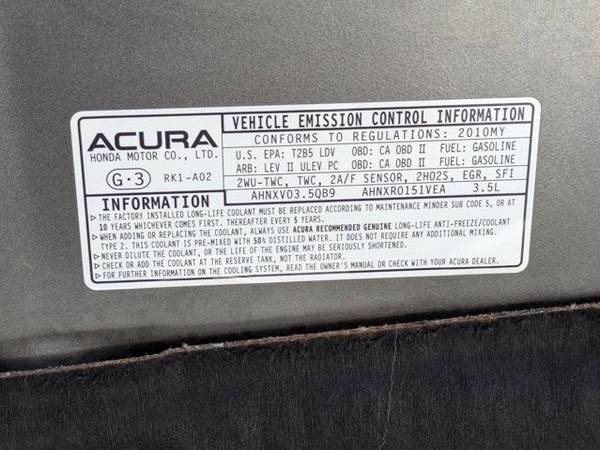 ACURA
HONDA MOTOR CO., LTD.
G·3 RK1-A02
VEHICLE EMISSION CONTROL INFORMATION
CONFORMS TO REGULATIONS: 2010MY
U.S. EPA: T2B5 LDV OBD: CA OBD II FUEL: GASOLINE
ARB: LEV II ULEV PC OBD: CA OBD II FUEL: GASOLINE
2WU-TWC, TWC, 2A/F SENSOR, 2HO2S, EGR, SFI
AHNXV03.5QB9 AHNXR0151VEA 3.5L
INFORMATION
▷ THE FACTORY INSTALLED LONG-LIFE COOLANT MUST BE REPLACED ACCORDING TO MAINTENANCE MINDER SUB ITEM 5 OR AT
10 YEARS WHICHEVER COMES FIRST. THEREAFTER EVERY 5 YEARS.
▷ WHEN ADDING OR REPLACING THE COOLANT, ALWAYS USE ACURA RECOMMENDED GENUINE LONG-LIFE ANTI-FREEZE/COOLANT
TYPE 2. THIS COOLANT IS PRE-MIXED WITH 50% DISTILLED WATER. IT DOES NOT REQUIRE ANY ADDITIONAL MIXING.
▷ NEVER DILUTE THE COOLANT, OR THE LIFE OF THE ENGINE MAY BE SERIOUSLY SHORTENED.
▷ CHECK OR ADD THE COOLANT AT THE RESERVE TANK, NOT THE RADIATOR.
▷ FOR FURTHER INFORMATION ON THE COOLING SYSTEM, READ THE OWNER'S MANUAL OR CHECK WITH YOUR ACURA DEALER.